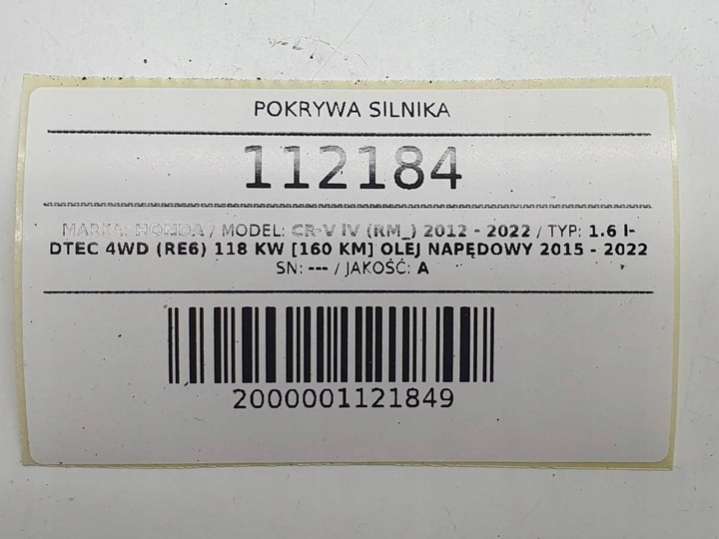 POKRYWA SILNIKA
112184
MARKA: HONDA / MODEL: CR-V IV (RM_) 2012 - 2022 / TYP: 1.6 I-
DTEC 4WD (RE6) 118 KW [160 KM] OLEJ NAPĘDOWY 2015 - 2022
SN: --- / JAKOŚĆ: A
2000001121849